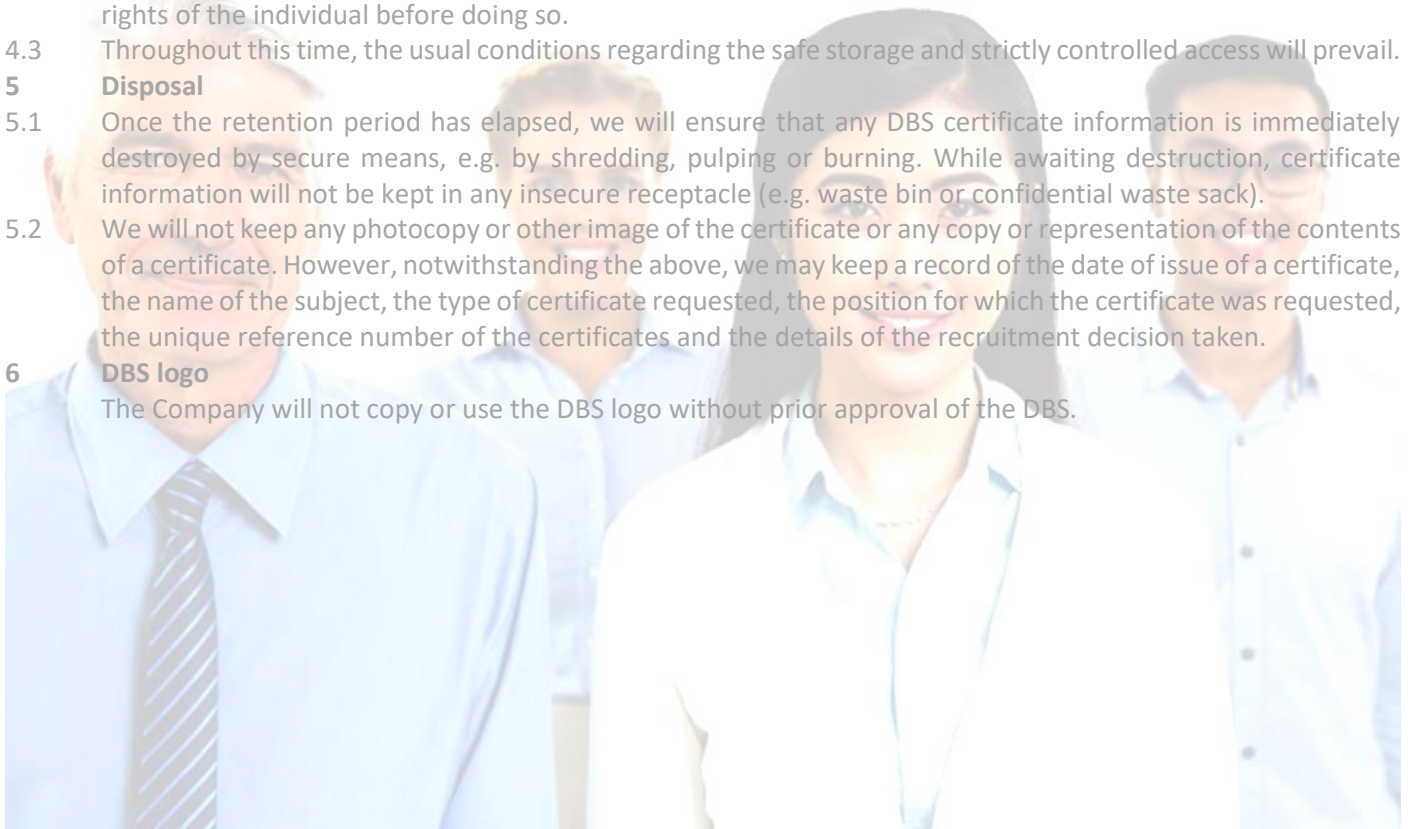 rights of the individual before doing so.
4.3 Throughout this time, the usual conditions regarding the safe storage and strictly controlled access will prevail.
5 Disposal
5.1 Once the retention period has elapsed, we will ensure that any DBS certificate information is immediately
destroyed by secure means, e.g. by shredding, pulping or burning. While awaiting destruction, certificate
information will not be kept in any insecure receptacle (e.g. waste bin or confidential waste sack).
5.2 We will not keep any photocopy or other image of the certificate or any copy or representation of the contents
of a certificate. However, notwithstanding the above, we may keep a record of the date of issue of a certificate,
the name of the subject, the type of certificate requested, the position for which the certificate was requested,
the unique reference number of the certificates and the details of the recruitment decision taken.
6 DBS logo
The Company will not copy or use the DBS logo without prior approval of the DBS.